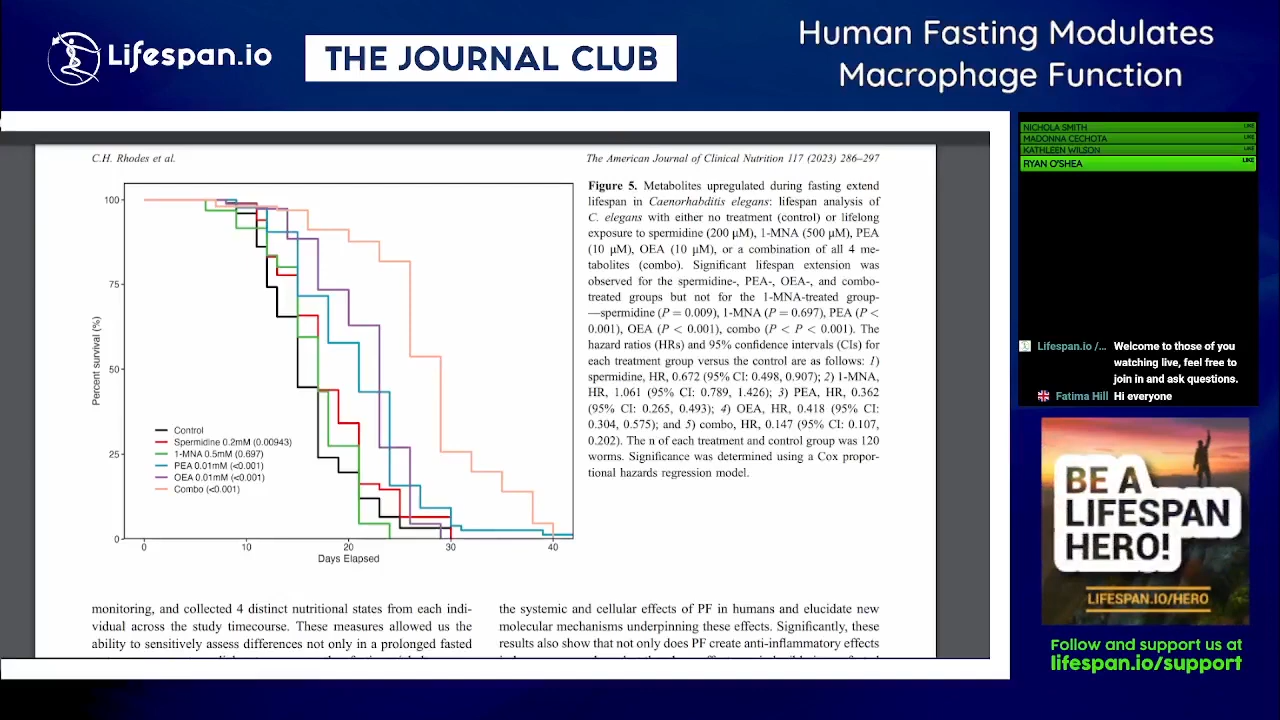 Lifespan.io
THE JOURNAL CLUB
Human Fasting Modulates
Macrophage Function
C.H. Rhodes et al.
The American Journal of Clinical Nutrition 117 (2023) 286–297
100
75
50
25
0
Percent survival (%)
Control
Spermidine 0.2mM (0.00943)
1-MNA 0.5mM (0.697)
PEA 0.01mM (<0.001)
OEA 0.01mM (<0.001)
Combo (<0.001)
0
10
20
30
40
Days Elapsed
Figure 5. Metabolites upregulated during fasting extend
lifespan in Caenorhabditis elegans: lifespan analysis of
C. elegans with either no treatment (control) or lifelong
exposure to spermidine (200 μM), 1-MNA (500 μM), PEA
(10 μM), OEA (10 μM), or a combination of all 4 me-
tabolites (combo). Significant lifespan extension was
observed for the spermidine-, PEA-, OEA-, and combo-
treated groups but not for the 1-MNA-treated group-
—spermidine (P = 0.009), 1-MNA (P = 0.697), PEA (P <
0.001), OEA (P < 0.001), combo (P < P < 0.001). The
hazard ratios (HRs) and 95% confidence intervals (CIs) for
each treatment group versus the control are as follows: 1)
spermidine, HR, 0.672 (95% CI: 0.498, 0.907); 2) 1-MNA,
HR, 1.061 (95% CI: 0.789, 1.426); 3) PEA, HR, 0.362
(95% CI: 0.265, 0.493); 4) OEA, HR, 0.418 (95% CI:
0.304, 0.575); and 5) combo, HR, 0.147 (95% CI: 0.107,
0.202). The n of each treatment and control group was 120
worms. Significance was determined using a Cox propor-
tional hazards regression model.
monitoring, and collected 4 distinct nutritional states from each indi-
vidual across the study timecourse. These measures allowed us the
ability to sensitively assess differences not only in a prolonged fasted
the systemic and cellular effects of PF in humans and elucidate new
molecular mechanisms underpinning these effects. Significantly, these
results also show that not only does PF create anti-inflammatory effects
NICHOLA SMITH LIKE
MADONNA CECHOTA LIKE
KATHLEEN WILSON LIKE
RYAN O'SHEA LIKE
Lifespan.io /... Welcome to those of you
watching live, feel free to
join in and ask questions.
Fatima Hill Hi everyone
BE A
LIFESPAN
HERO!
LIFESPAN.IO/HERO
Follow and support us at
lifespan.io/support